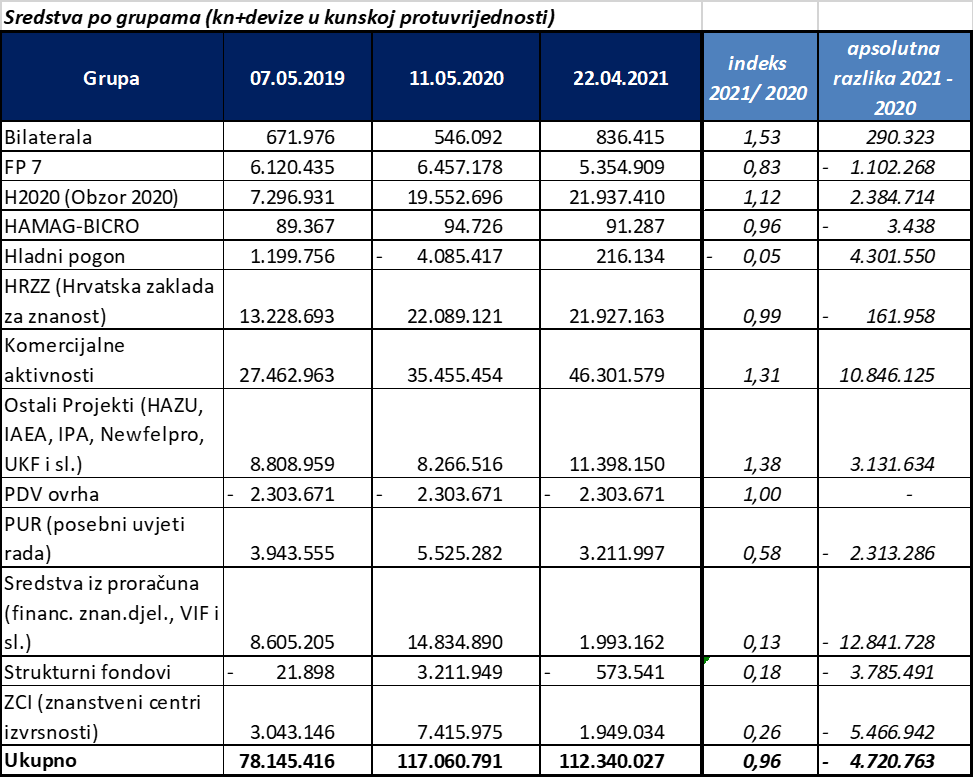 Sredstva po grupama (kn+devize u kunskoj protuvrijednosti)
Grupa 07.05.2019 11.05.2020 22.04.2021 indeks 2021/ 2020 apsolutna razlika 2021 - 2020
Bilaterala 671.976 546.092 836.415 1,53 290.323
FP 7 6.120.435 6.457.178 5.354.909 0,83 - 1.102.268
H2020 (Obzor 2020) 7.296.931 19.552.696 21.937.410 1,12 2.384.714
HAMAG-BICRO 89.367 94.726 91.287 0,96 - 3.438
Hladni pogon 1.199.756 - 4.085.417 216.134 - 0,05 4.301.550
HRZZ (Hrvatska zaklada
za znanost) 13.228.693 22.089.121 21.927.163 0,99 - 161.958
Komercijalne
aktivnosti 27.462.963 35.455.454 46.301.579 1,31 10.846.125
Ostali Projekti (HAZU,
IAEA, IPA, Newfelpro,
UKF i sl.) 8.808.959 8.266.516 11.398.150 1,38 3.131.634
PDV ovrha - 2.303.671 - 2.303.671 - 2.303.671 1,00 -
PUR (posebni uvjeti
rada) 3.943.555 5.525.282 3.211.997 0,58 - 2.313.286
Sredstva iz proračuna
(financ. znan.djel., VIF i
sl.) 8.605.205 14.834.890 1.993.162 0,13 - 12.841.728
Strukturni fondovi - 21.898 3.211.949 - 573.541 0,18 - 3.785.491
ZCI (znanstveni centri
izvrsnosti) 3.043.146 7.415.975 1.949.034 0,26 - 5.466.942
Ukupno 78.145.416 117.060.791 112.340.027 0,96 - 4.720.763